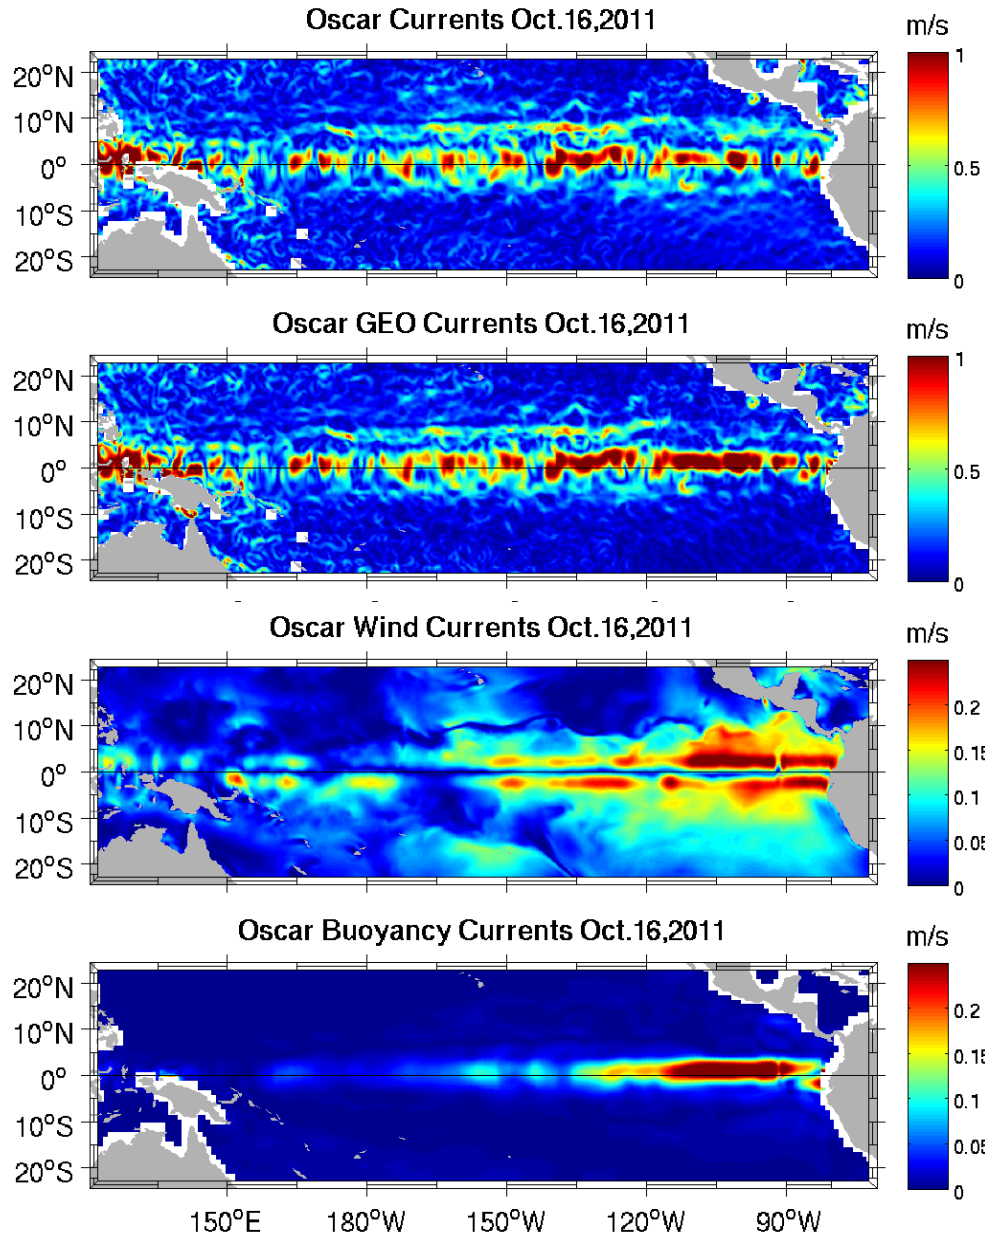 Oscar Currents Oct.16,2011
m/s
20°N
10°N
0°
10°S
20°S
1
0.5
0
Oscar GEO Currents Oct.16,2011
m/s
20°N
10°N
0°
10°S
20°S
1
0.5
0
Oscar Wind Currents Oct.16,2011
m/s
20°N
10°N
0°
10°S
20°S
0.2
0.15
0.1
0.05
0
Oscar Buoyancy Currents Oct.16,2011
m/s
20°N
10°N
0°
10°S
20°S
0.2
0.15
0.1
0.05
0
150°E 180°W 150°W 120°W 90°W